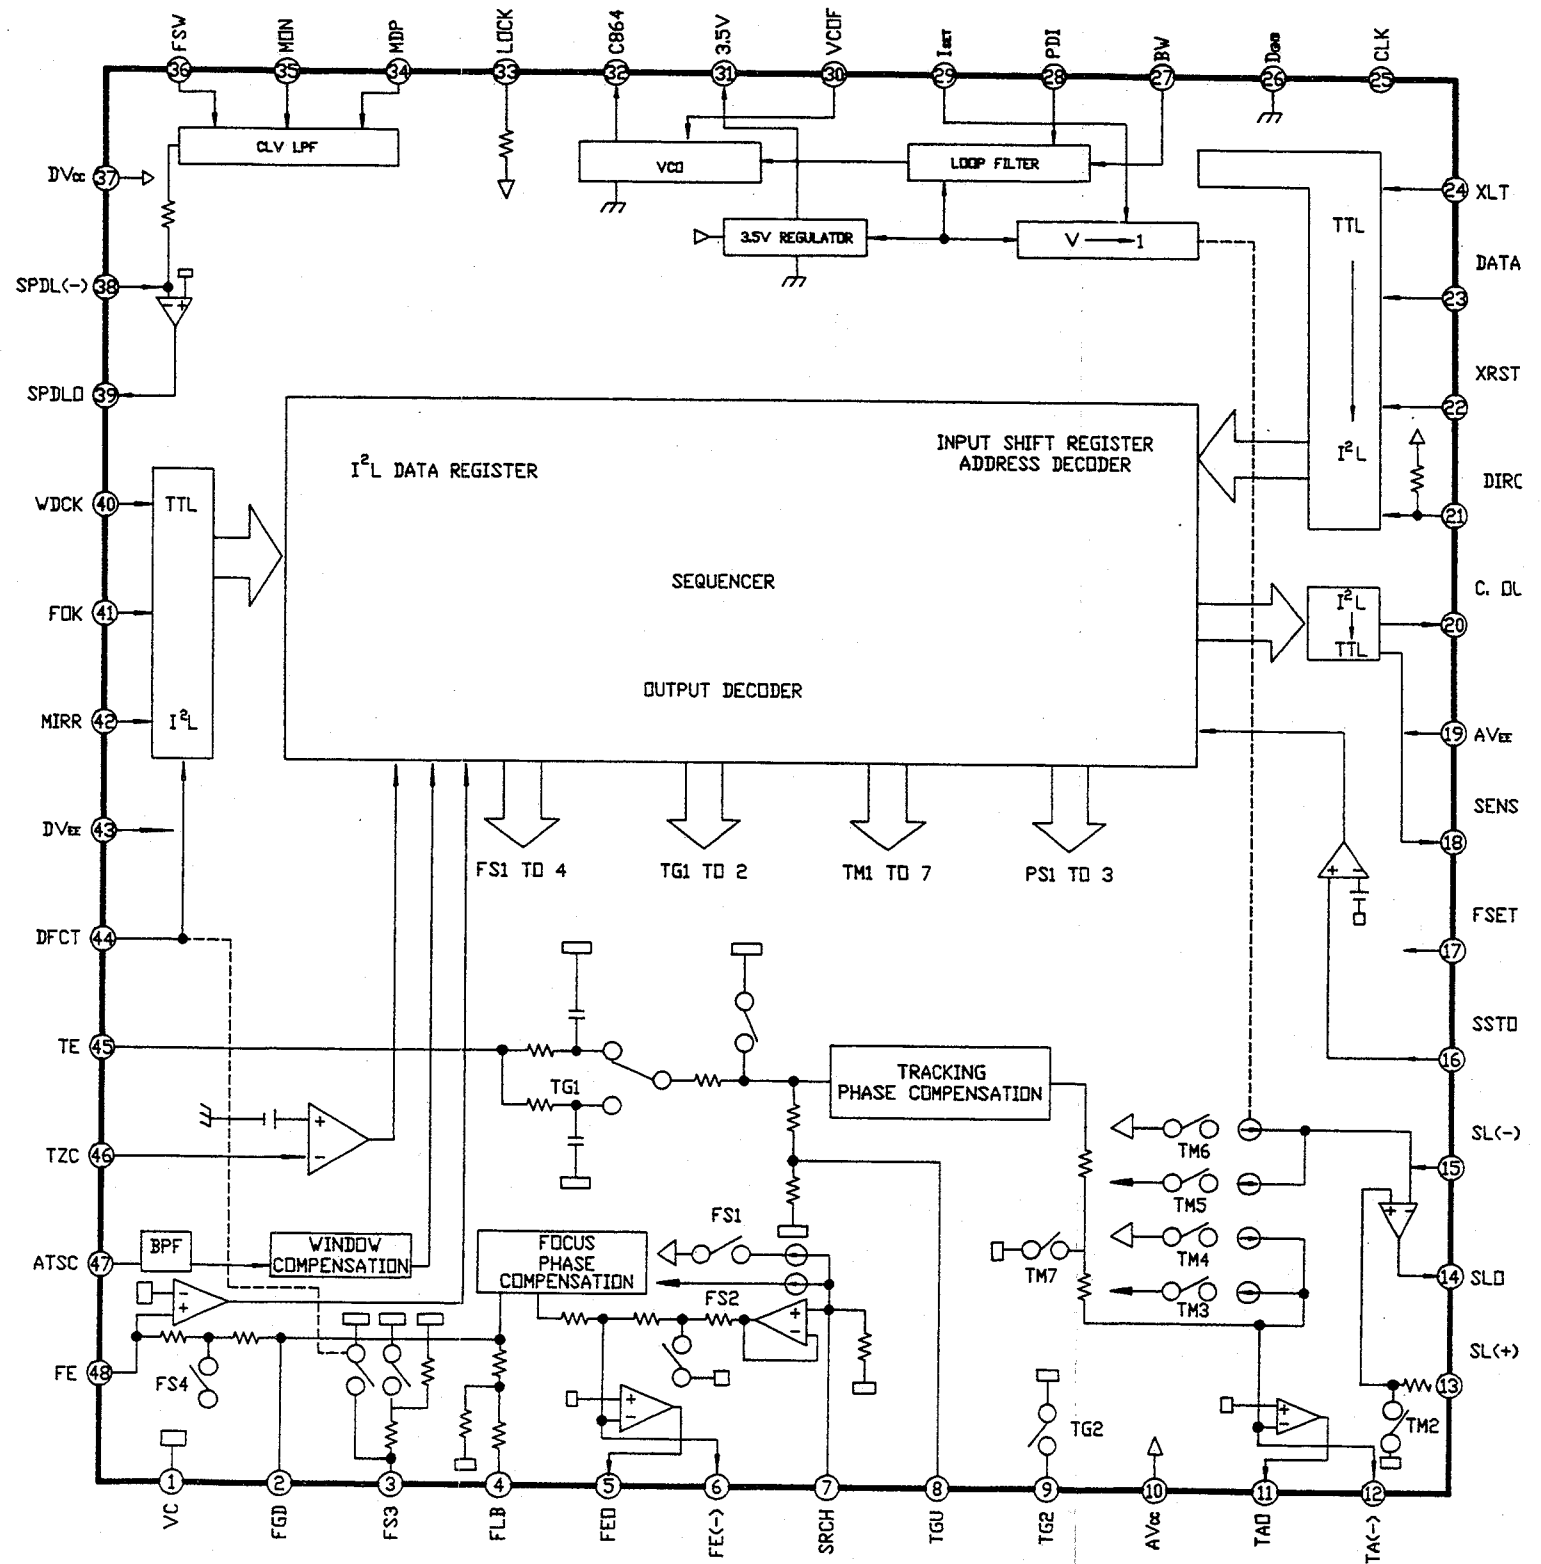 FSW
MON
MDP
LOCK
C864
3.5V
VCOF
ISET
PDI
BW
DGND
CLK
36
35
34
33
32
31
30
29
28
27
26
25
CLV LPF
VCO
LOOP FILTER
3.5V REGULATOR
V 1
DVCC 37
SPDL(-) 38
SPDLO 39
WDCK 40
FOK 41
MIRR 42
DVEE 43
DFCT 44
TE 45
TZC 46
ATSC 47
FE 48
24 XLT
DATA
23
XRST
22
DIRC
21
C. OU
20
19 AVEE
SENS
18
FSET
17
SSTO
16
SL(-)
15
14 SLO
SL(+)
13
TTL
I²L
TTL
I²L
I²L
TTL
I²L DATA REGISTER
INPUT SHIFT REGISTER
ADDRESS DECODER
SEQUENCER
OUTPUT DECODER
FS1 TO 4
TG1 TO 2
TM1 TO 7
PS1 TO 3
+
-
+
-
+
-
TG1
TRACKING
PHASE COMPENSATION
TM6
TM5
TM4
TM3
TM7
+
-
BPF
WINDOW
COMPENSATION
FOCUS
PHASE
COMPENSATION
FS1
FS2
-
+
+
-
FS4
+
-
TG2
+
-
TM2
1
2
3
4
5
6
7
8
9
10
11
12
VC
FGD
FS3
FLB
FEO
FE(-)
SRCH
TGU
TG2
AVCC
TAO
TA(-)